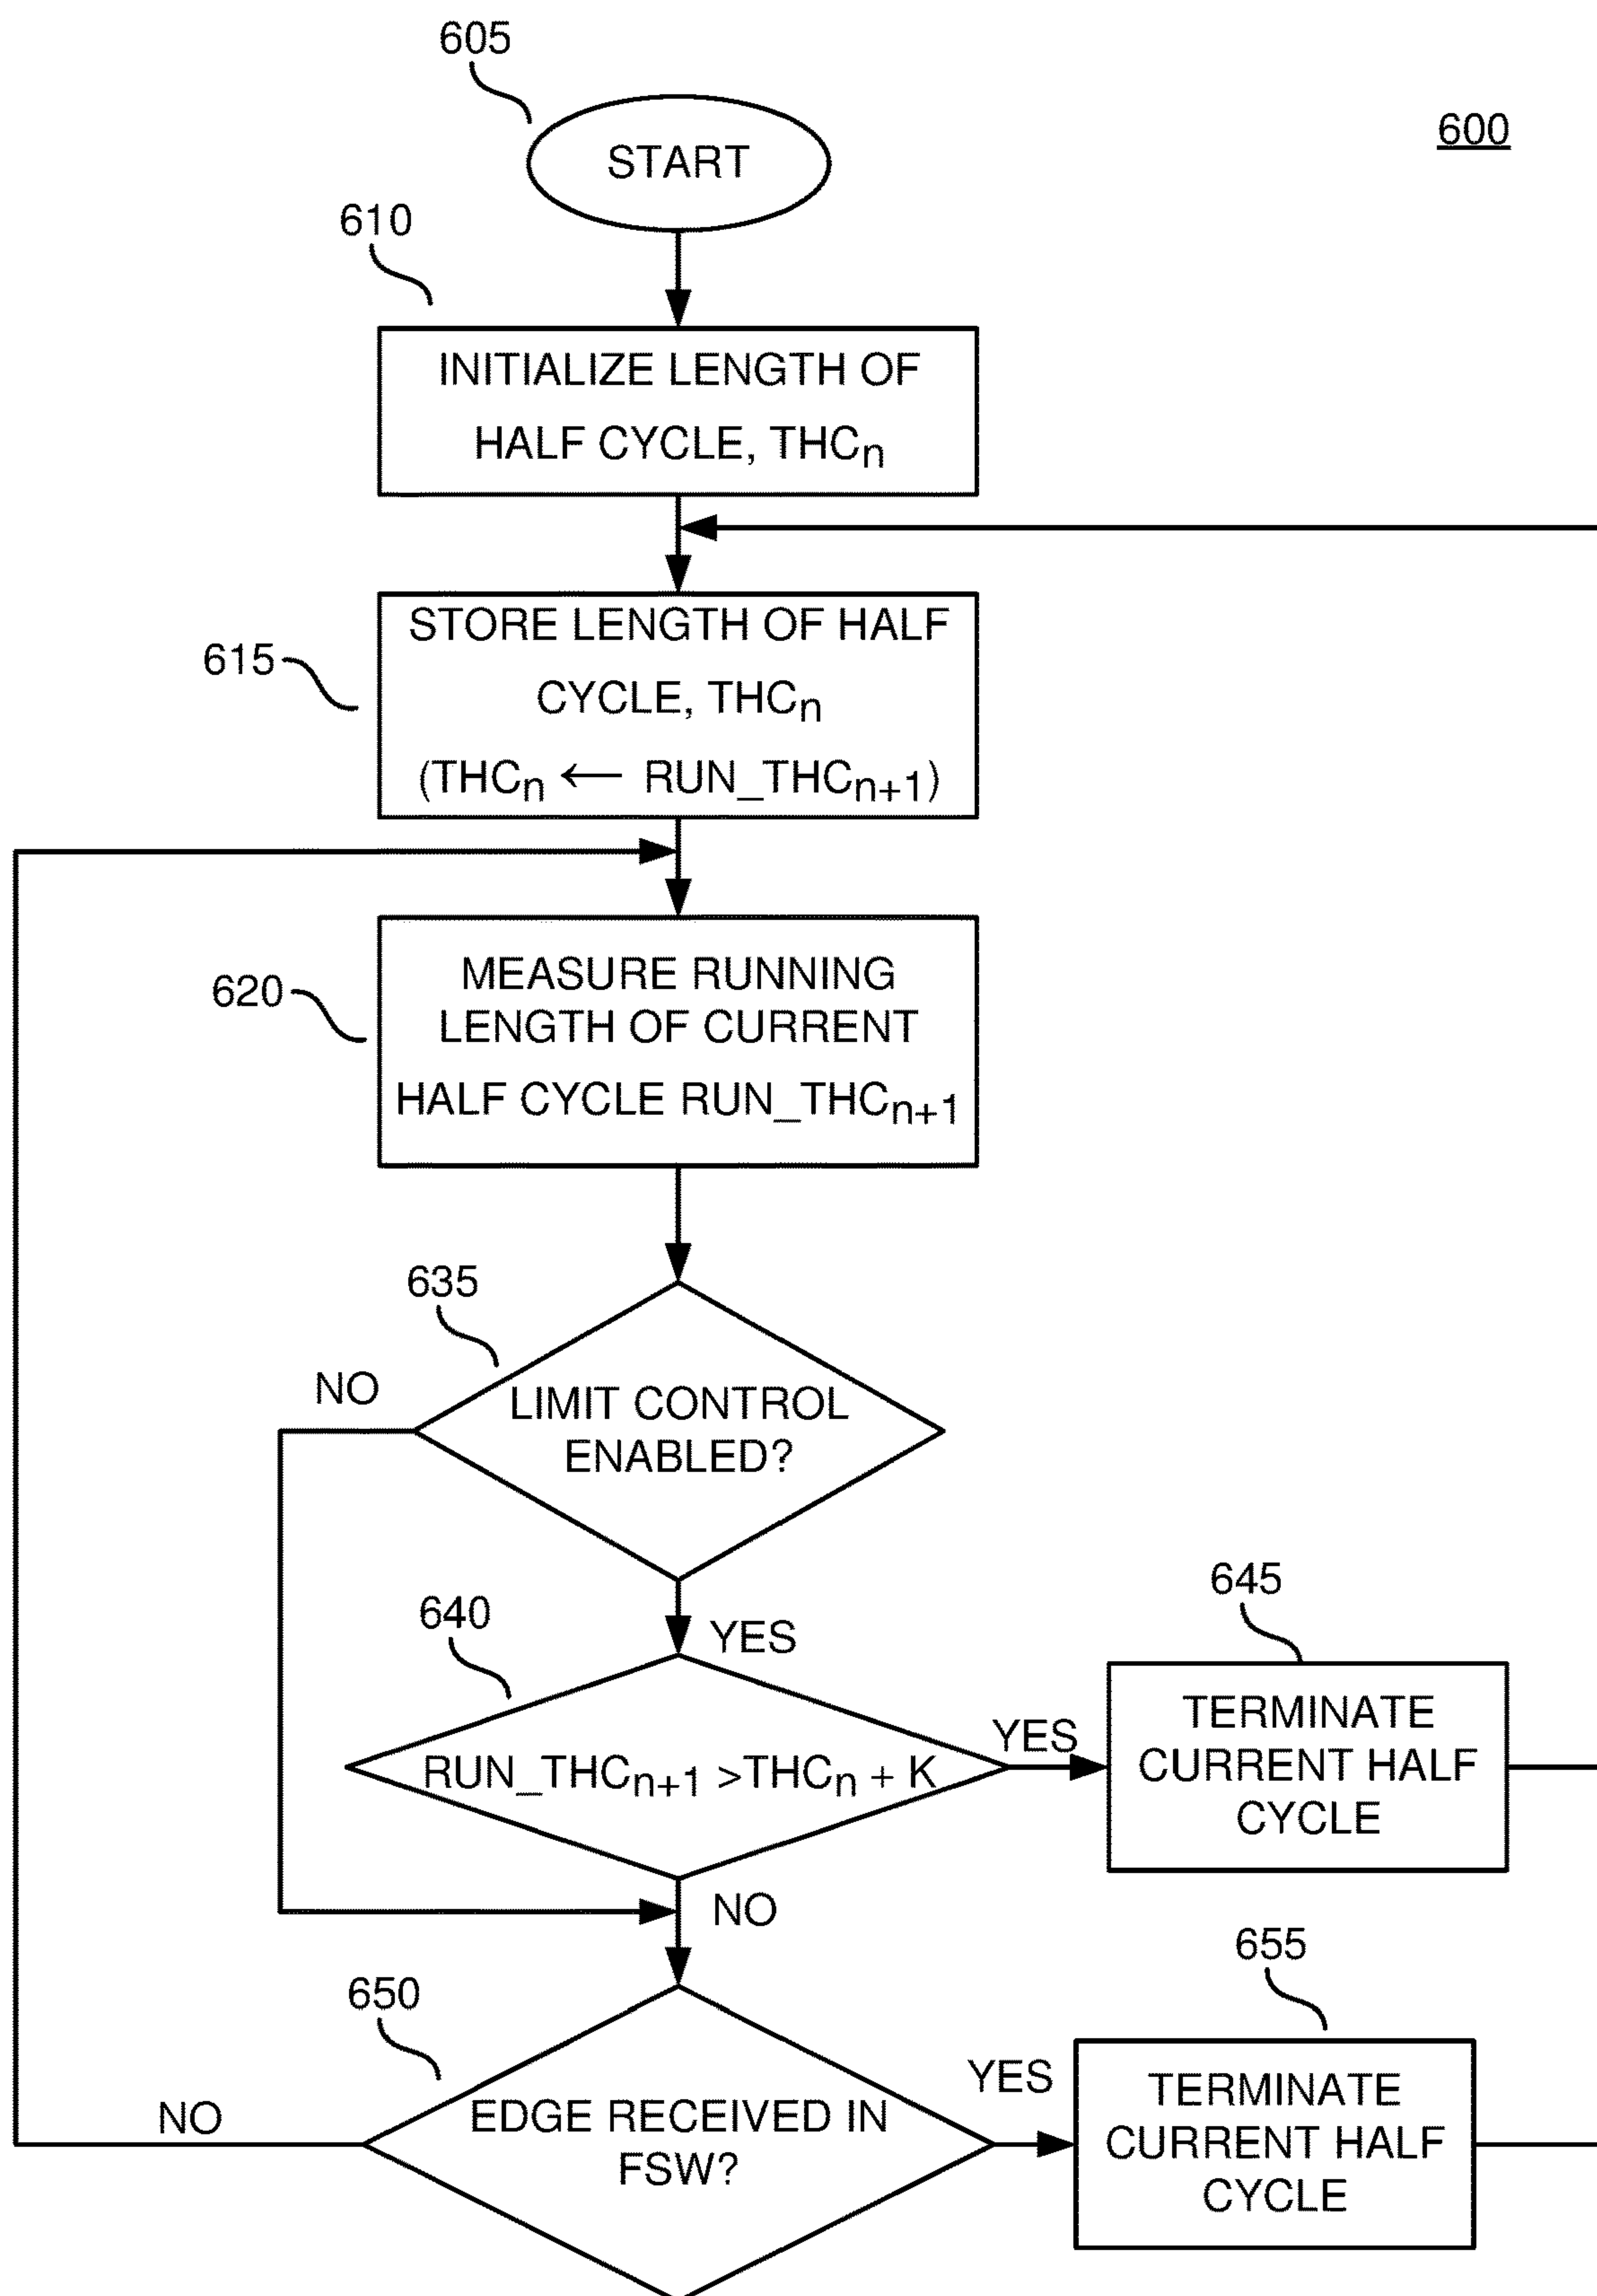 605
START
600
610
INITIALIZE LENGTH OF
HALF CYCLE, THCn
615
STORE LENGTH OF HALF
CYCLE, THCn
(THCn ← RUN_THCn+1)
620
MEASURE RUNNING
LENGTH OF CURRENT
HALF CYCLE RUN_THCn+1
635
NO
LIMIT CONTROL
ENABLED?
640
YES
645
RUN_THCn+1 >THCn + K
YES
TERMINATE
CURRENT HALF
CYCLE
NO
650
655
NO
EDGE RECEIVED IN
FSW?
YES
TERMINATE
CURRENT HALF
CYCLE